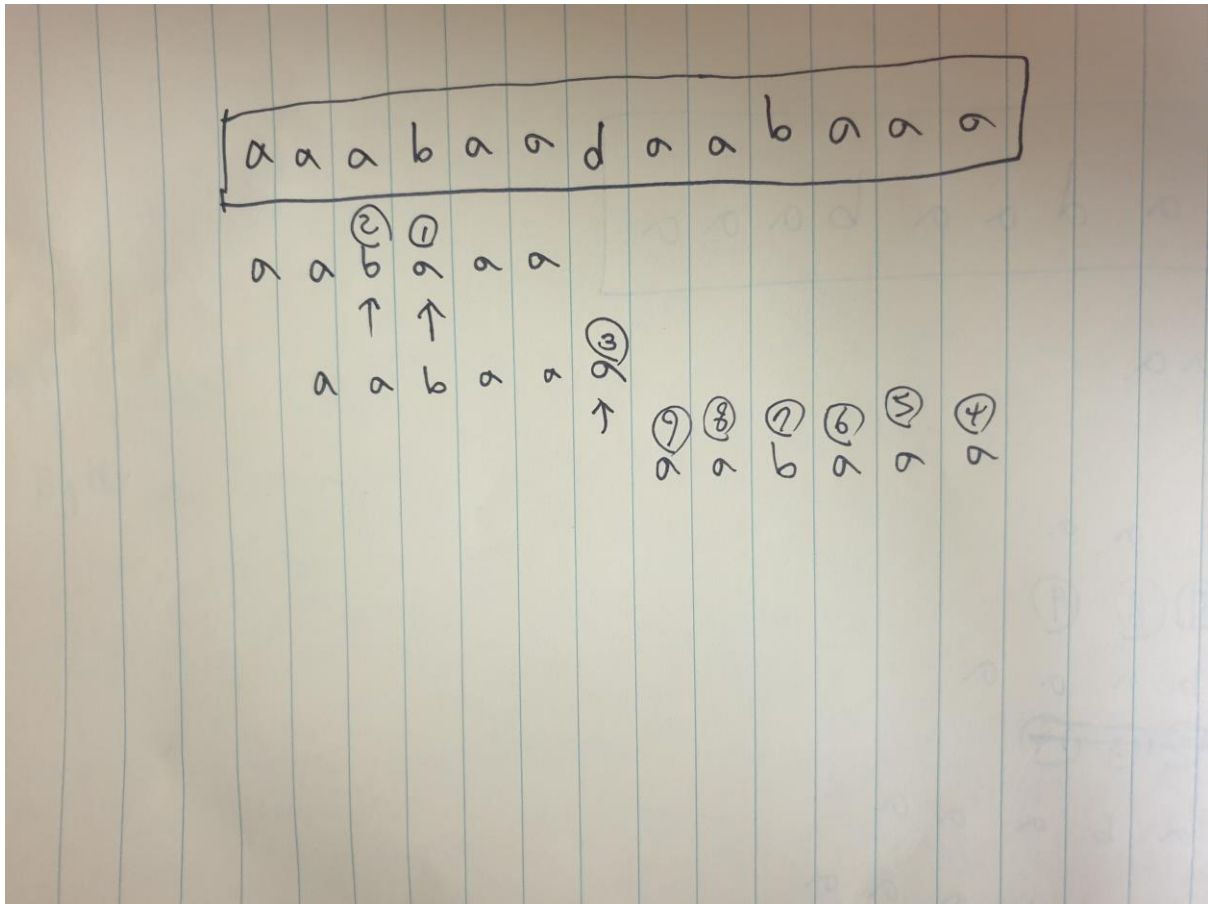 a a a b a a d a a b a a a
② ①
a a b a a a
↑ ↑
③
a a b a a a
↑
⑨ ⑧ ⑦ ⑥ ⑤ ④
a a b a a a